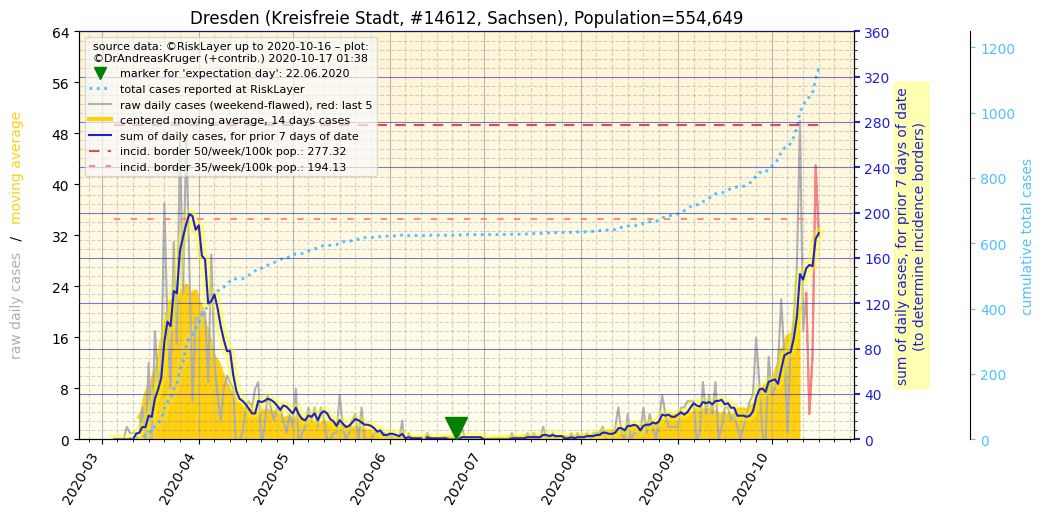 Dresden (Kreisfreie Stadt, #14612, Sachsen), Population=554,649
source data: ©RiskLayer up to 2020-10-16 – plot:
©DrAndreasKruger (+contrib.) 2020-10-17 01:38
marker for 'expectation day': 22.06.2020
total cases reported at RiskLayer
raw daily cases (weekend-flawed), red: last 5
centered moving average, 14 days cases
sum of daily cases, for prior 7 days of date
incid. border 50/week/100k pop.: 277.32
incid. border 35/week/100k pop.: 194.13
raw daily cases / moving average
64
56
48
40
32
24
16
8
0
360
320
280
240
200
160
120
80
40
0
sum of daily cases, for prior 7 days of date
(to determine incidence borders)
1200
1000
800
600
400
200
0
cumulative total cases
2020-03
2020-04
2020-05
2020-06
2020-07
2020-08
2020-09
2020-10